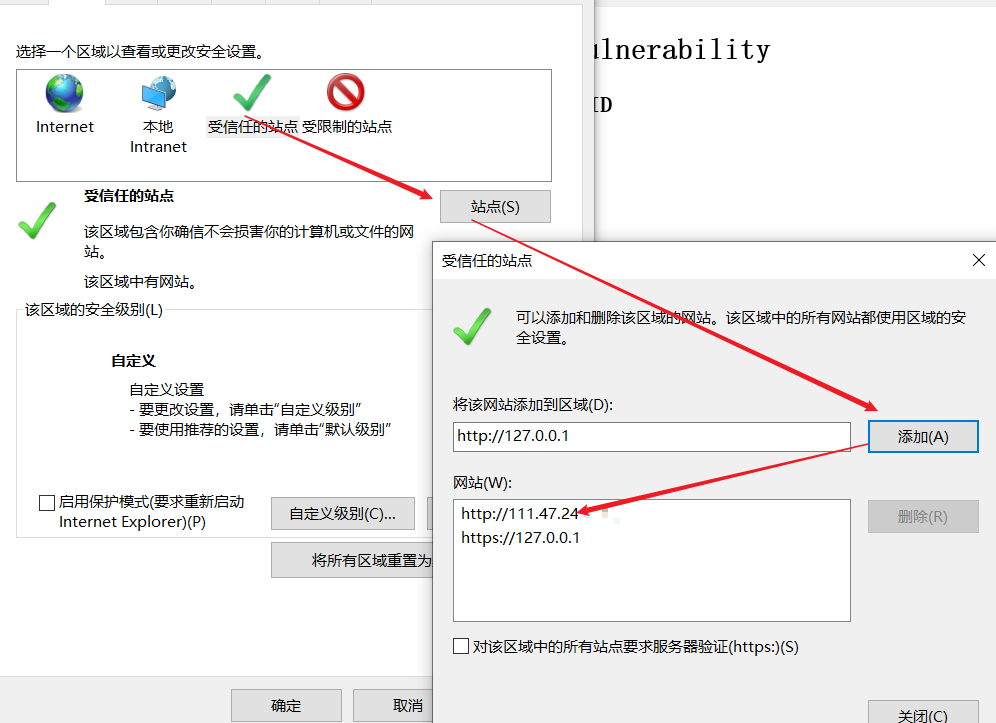 选择一个区域以查看或更改安全设置。
Internet
本地
Intranet
受信任的站点
受限制的站点
受信任的站点
站点(S)
该区域包含你确信不会损害你的计算机或文件的网
站。
该区域中有网站。
该区域的安全级别(L)
自定义
自定义设置
- 要更改设置，请单击“自定义级别”
- 要使用推荐的设置，请单击“默认级别”
启用保护模式(要求重新启动
Internet Explorer)(P)
自定义级别(C)...
将所有区域重置为
确定
取消
ulnerability
ID
受信任的站点
可以添加和删除该区域的网站。该区域中的所有网站都使用区域的安
全设置。
将该网站添加到区域(D):
http://127.0.0.1
添加(A)
网站(W):
http://111.47.24
https://127.0.0.1
删除(R)
对该区域中的所有站点要求服务器验证(https:)(S)
关闭(C)